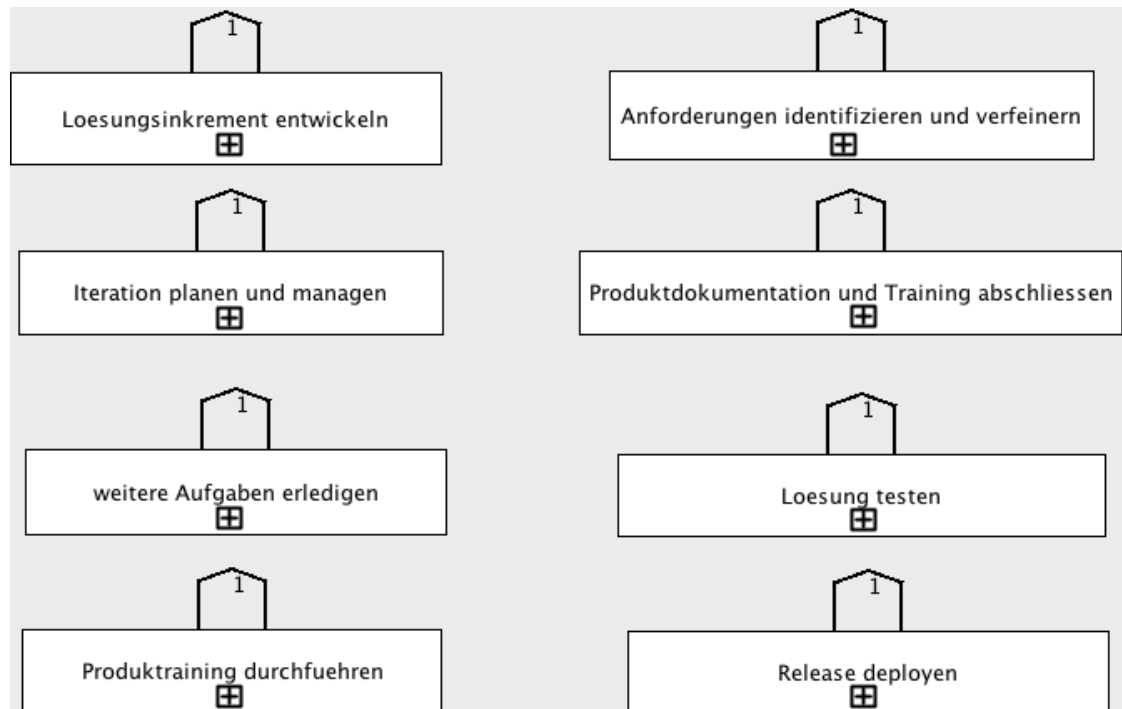 1
1
Loesungsinkrement entwickeln
Anforderungen identifizieren und verfeinern
1
1
Iteration planen und managen
Produktdokumentation und Training abschliessen
1
1
weitere Aufgaben erledigen
Loesung testen
1
1
Produktraining durchfuehren
Release deployen